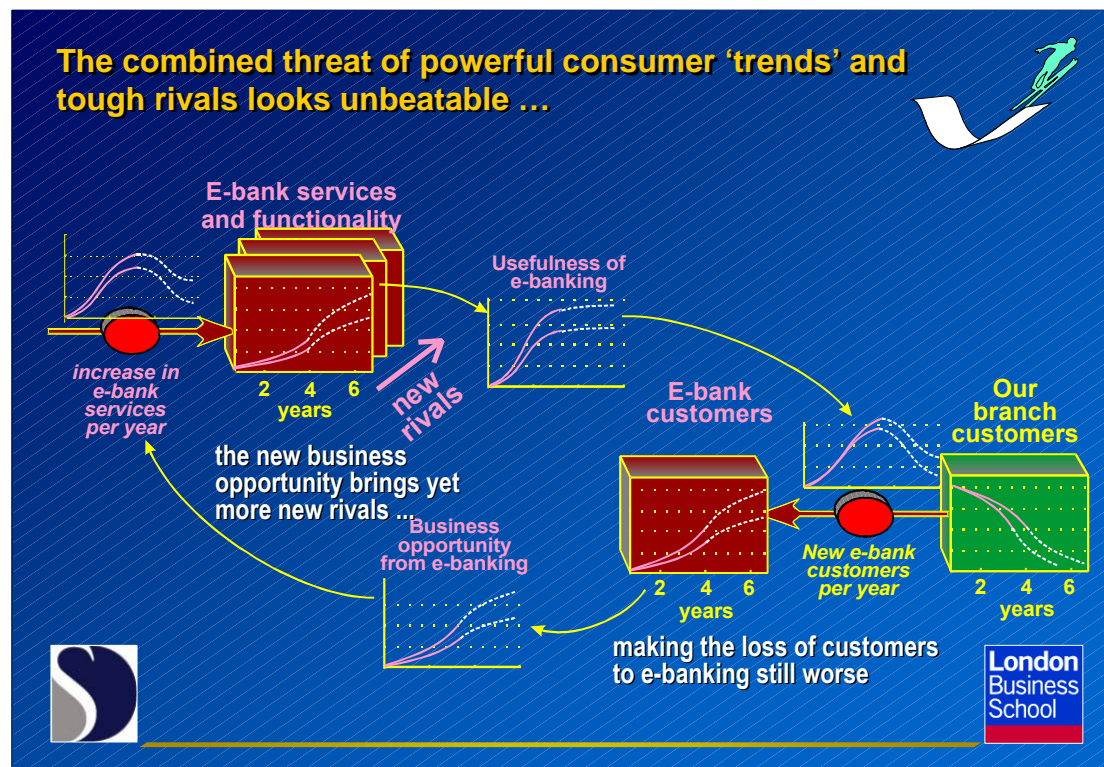 The combined threat of powerful consumer ‘trends’ and
tough rivals looks unbeatable …
E-bank services
and functionality
increase in
e-bank
services
per year
2 4 6
years
new
rivals
Usefulness of
e-banking
E-bank
customers
Our
branch
customers
the new business
opportunity brings yet
more new rivals ...
Business
opportunity
from e-banking
2 4 6
years
New e-bank
customers
per year
2 4 6
years
making the loss of customers
to e-banking still worse
London
Business
School